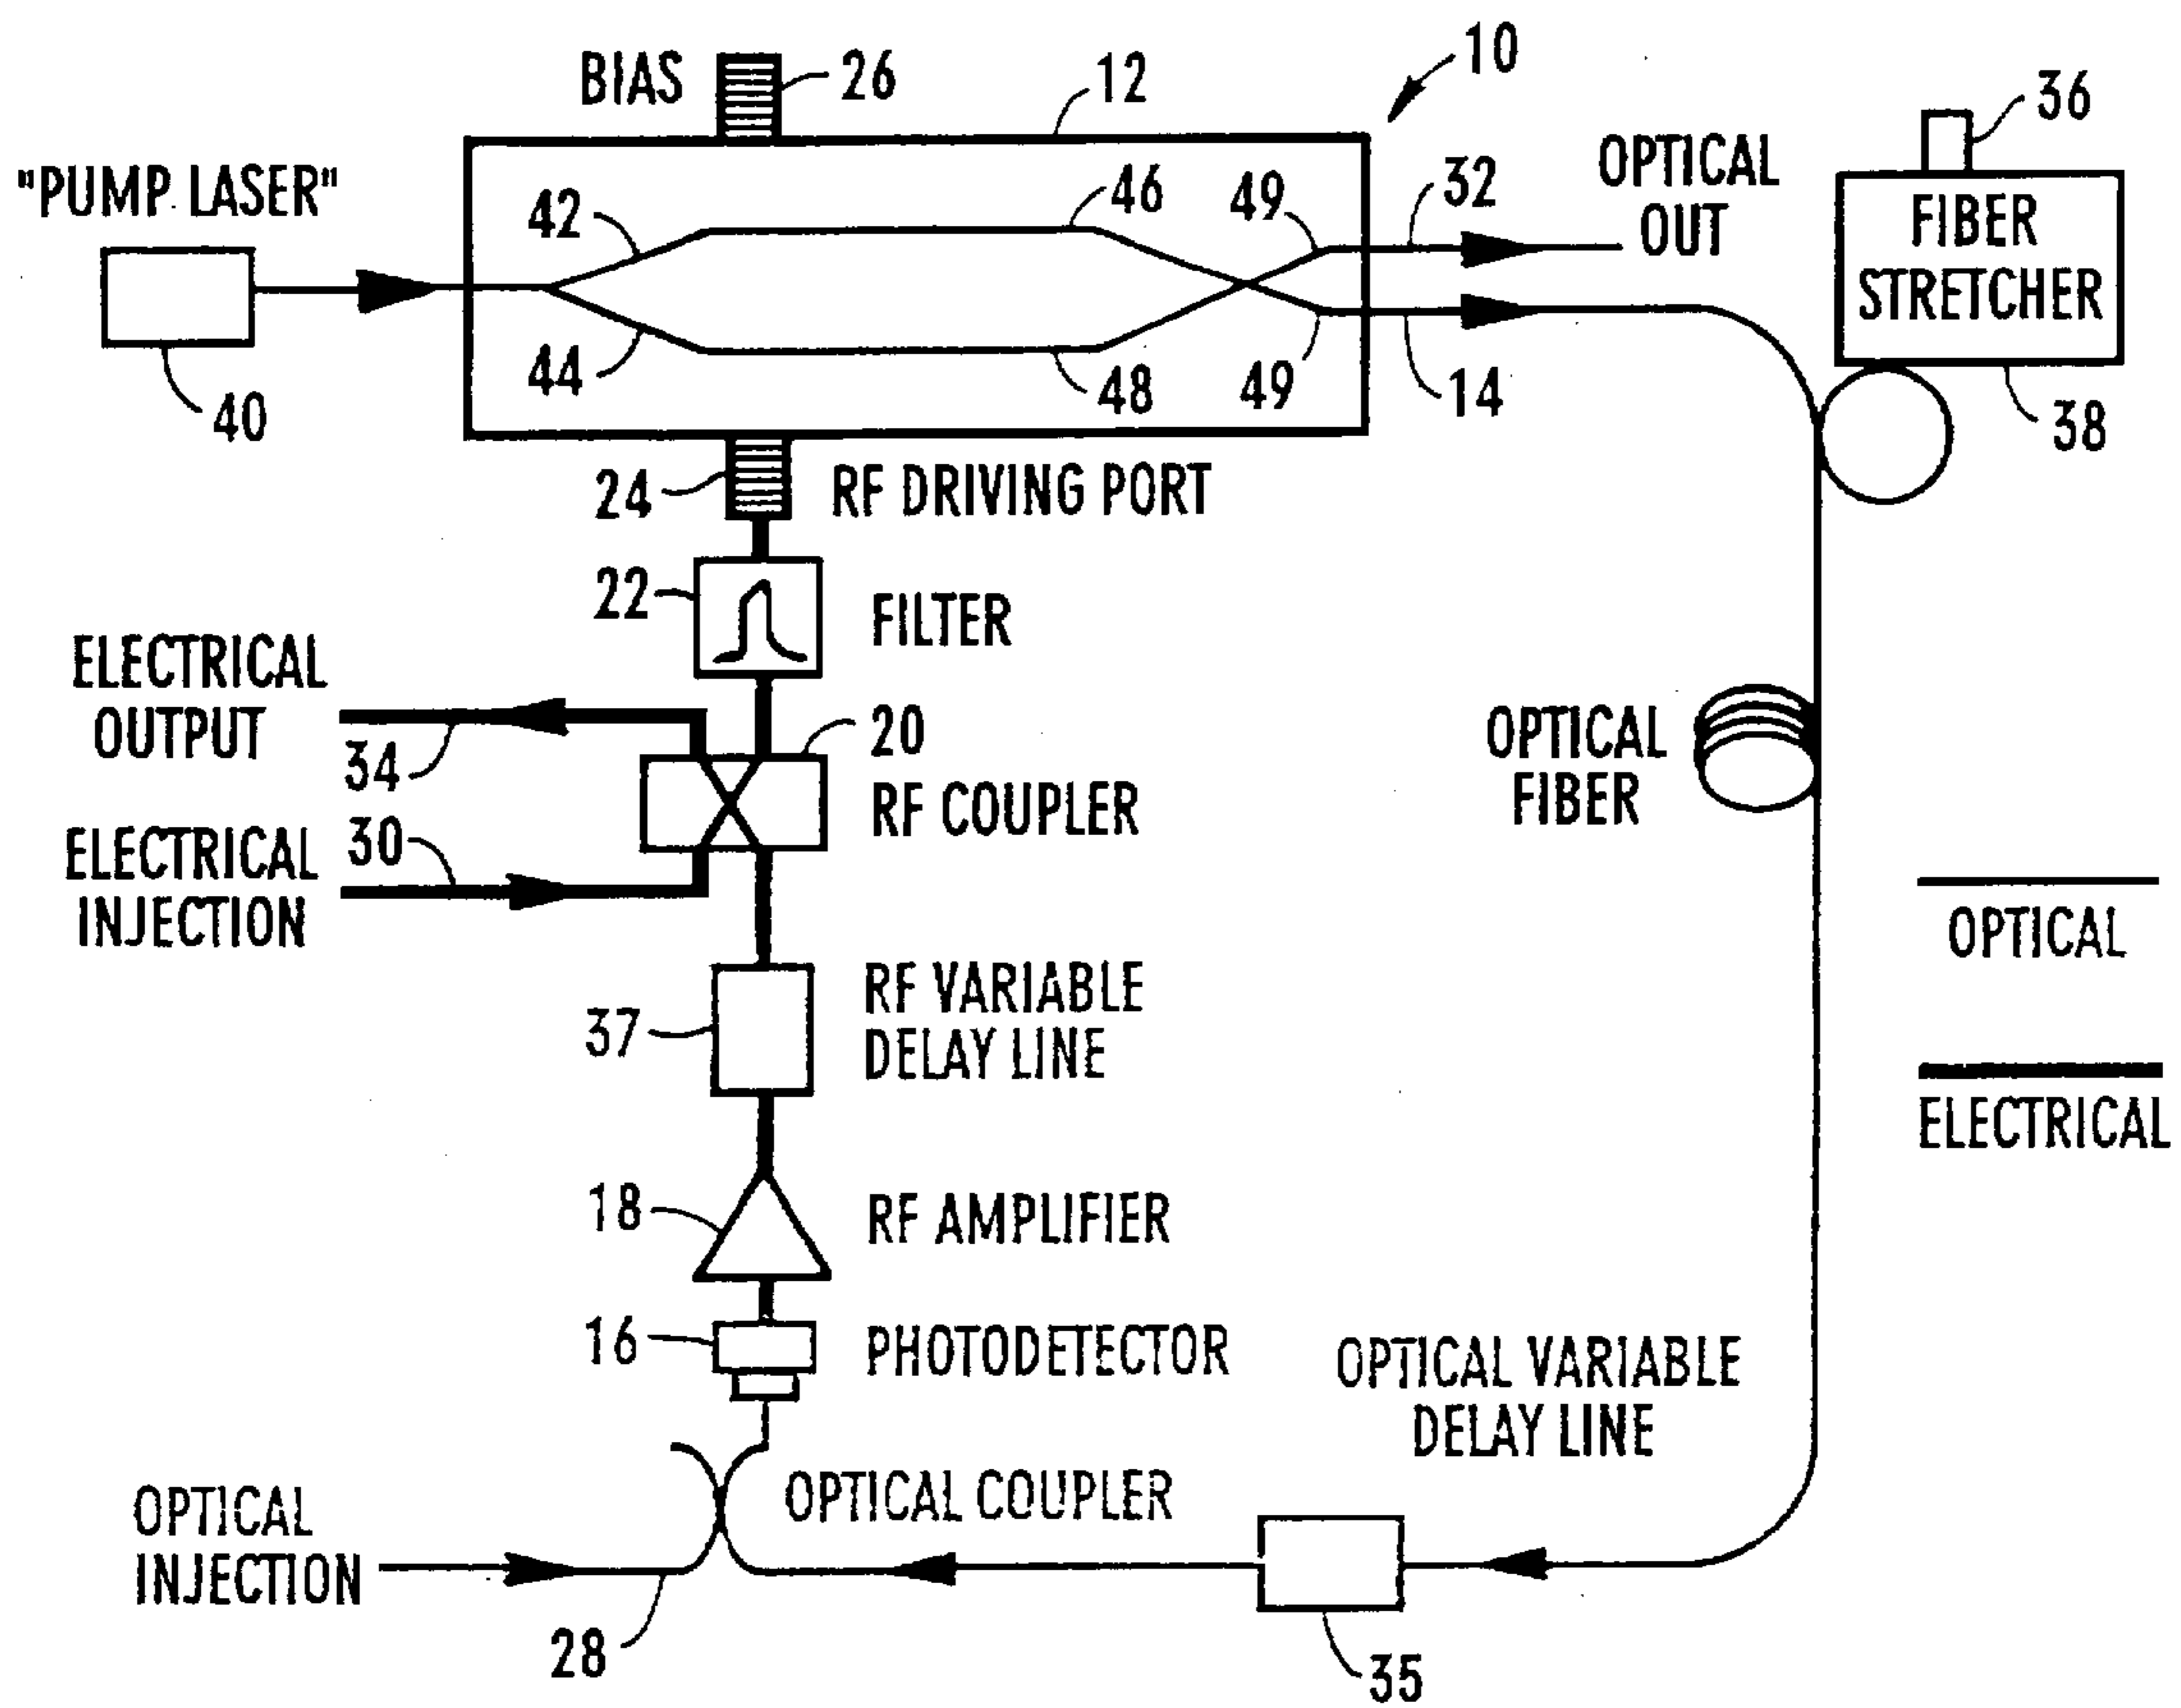 10
BIAS
26
12
36
"PUMP LASER"
OPTICAL
OUT
42
46
49
32
FIBER
STRETCHER
40
44
48
49
14
38
24
RF DRIVING PORT
22
FILTER
ELECTRICAL
OUTPUT
34
20
RF COUPLER
OPTICAL
FIBER
ELECTRICAL
INJECTION
30
OPTICAL
37
RF VARIABLE
DELAY LINE
ELECTRICAL
18
RF AMPLIFIER
16
PHOTODETECTOR
OPTICAL VARIABLE
DELAY LINE
OPTICAL COUPLER
OPTICAL
INJECTION
28
35